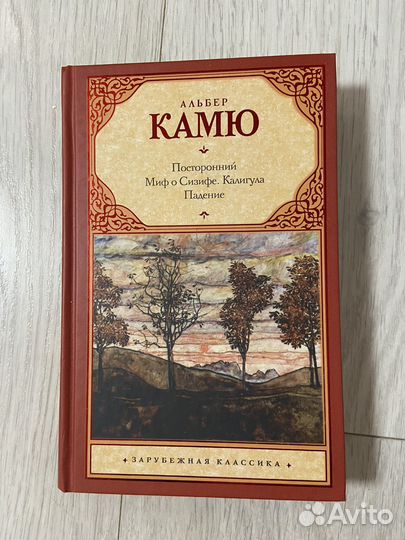 АЛЬБЕР
КАМЮ
Посторонний
Миф о Сизифе. Калигула
Падение
ЗАРУБЕЖНАЯ КЛАССИКА
Avito